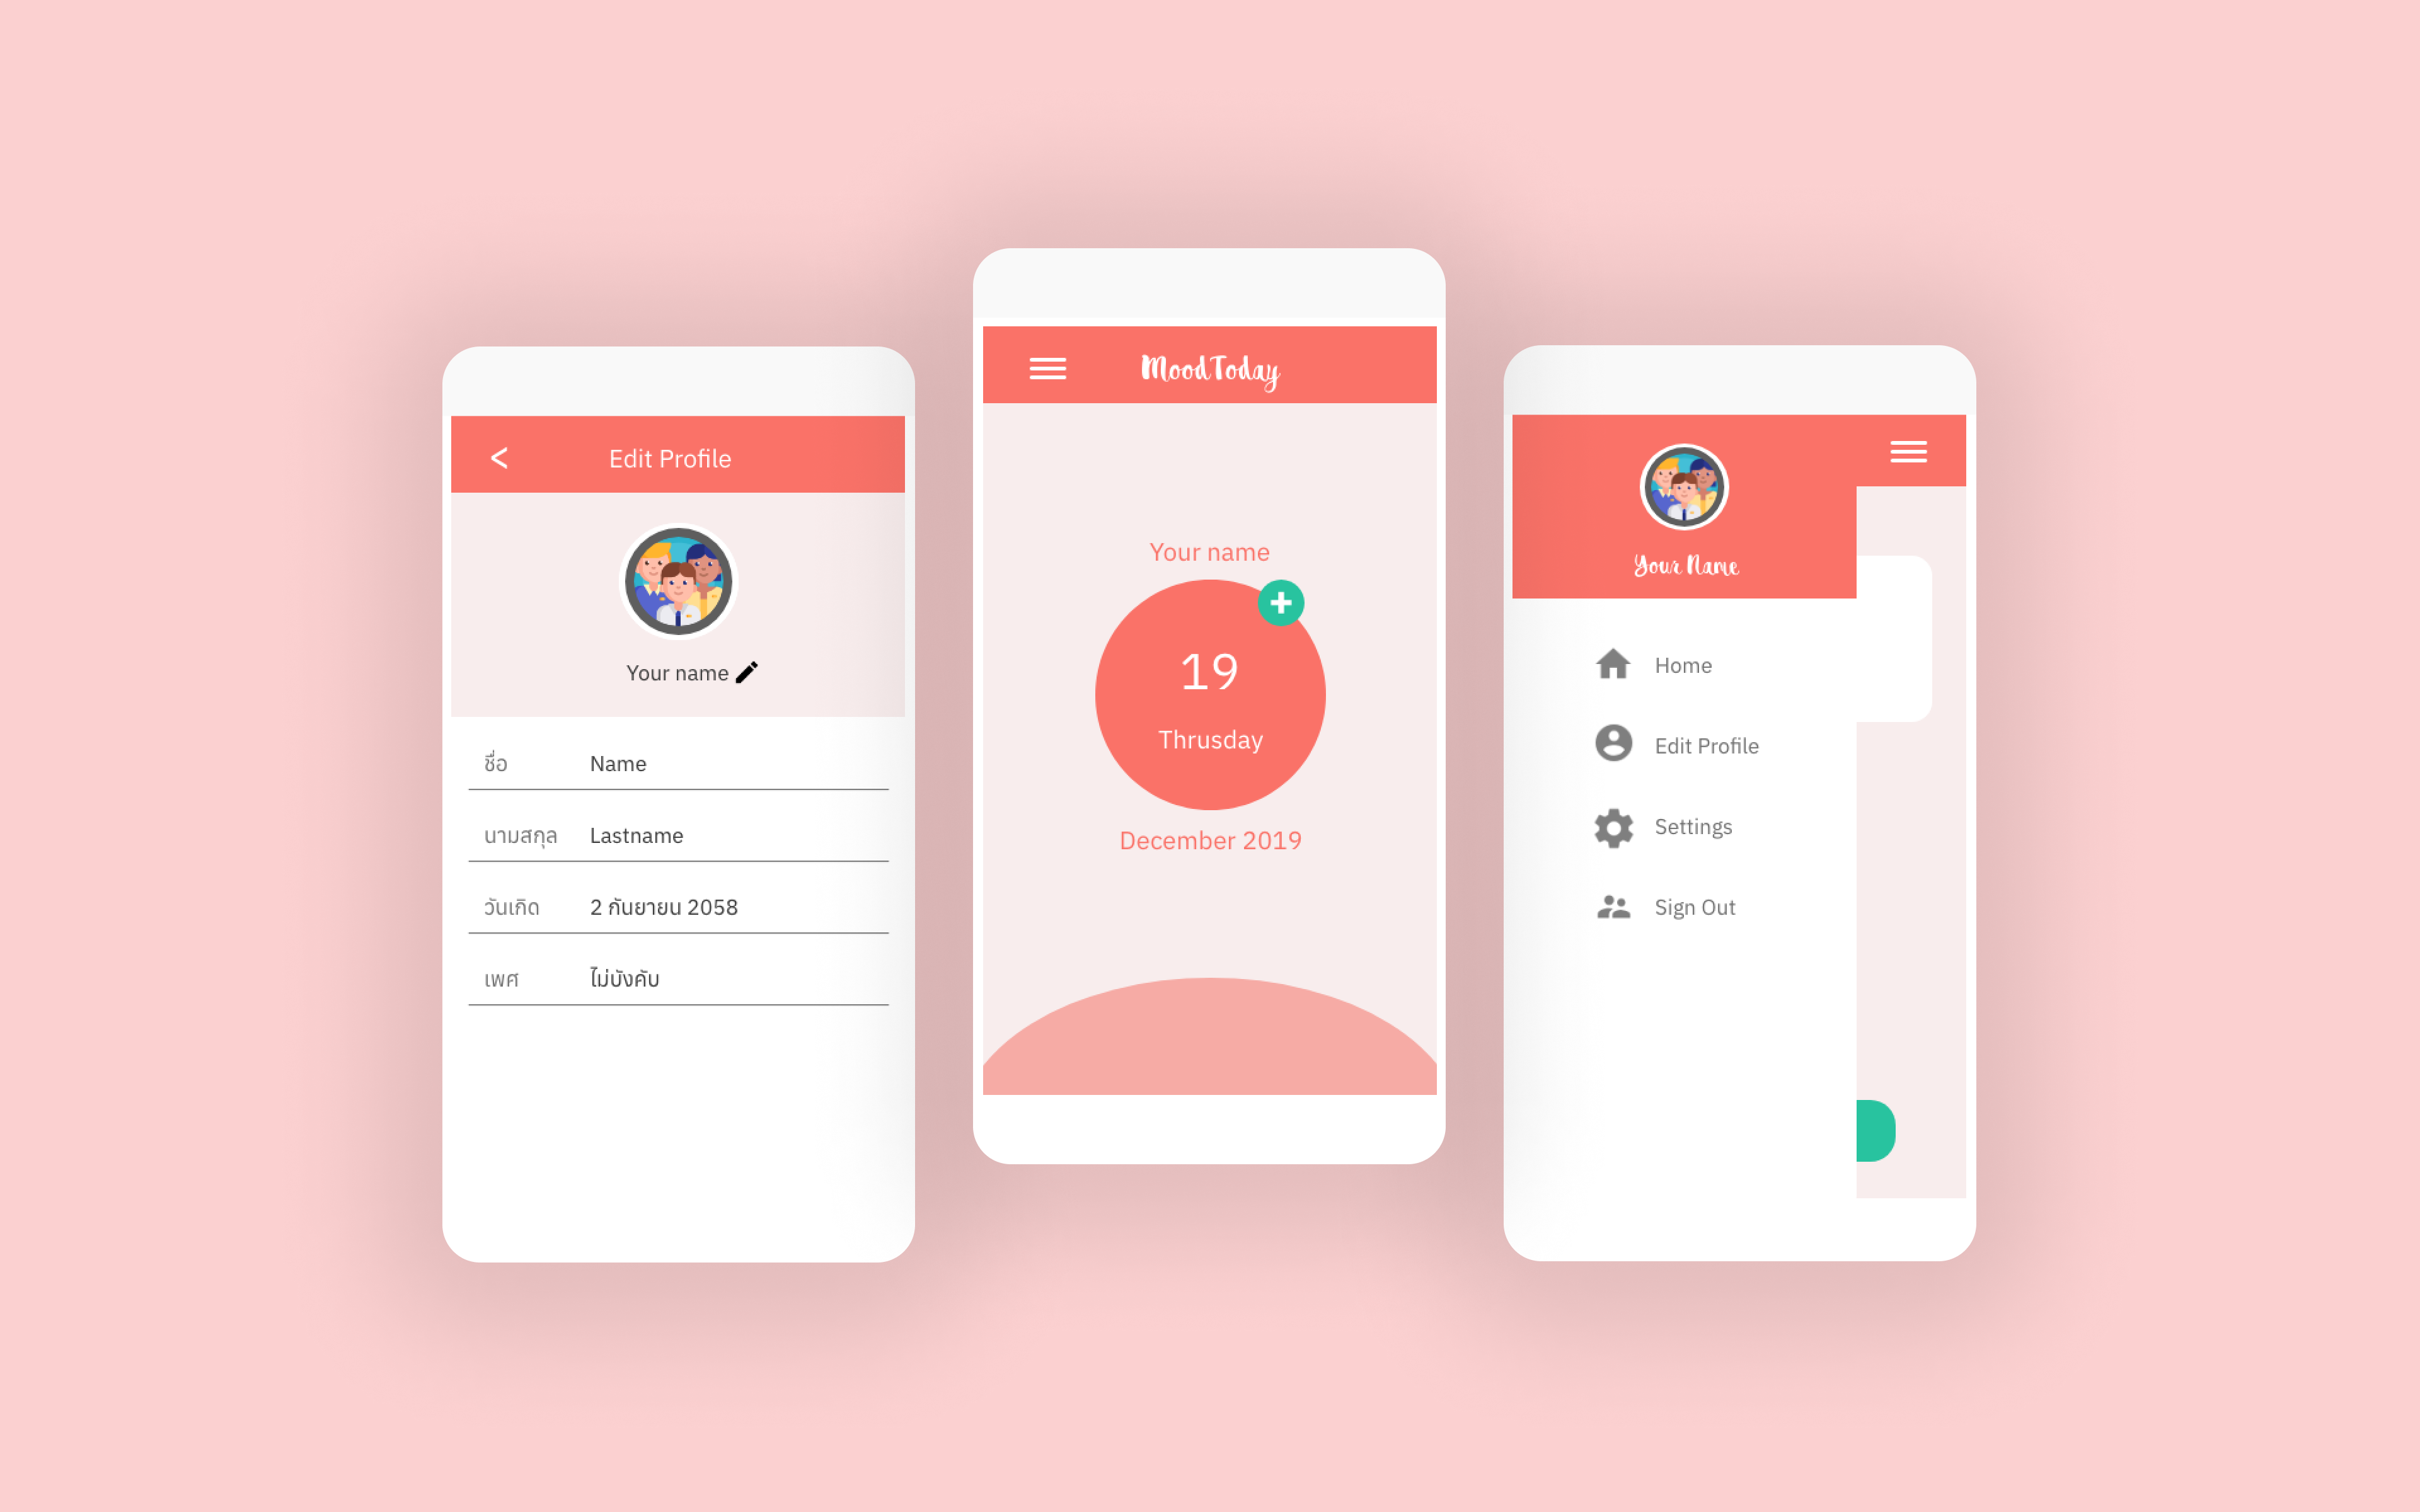 Edit Profile
Your name
ชื่อ Name
นามสกุล Lastname
วันเกิด 2 กันยายน 2058
เพศ ไม่บังคับ
MoodToday
Your name
19
Thrusday
December 2019
Your Name
Home
Edit Profile
Settings
Sign Out